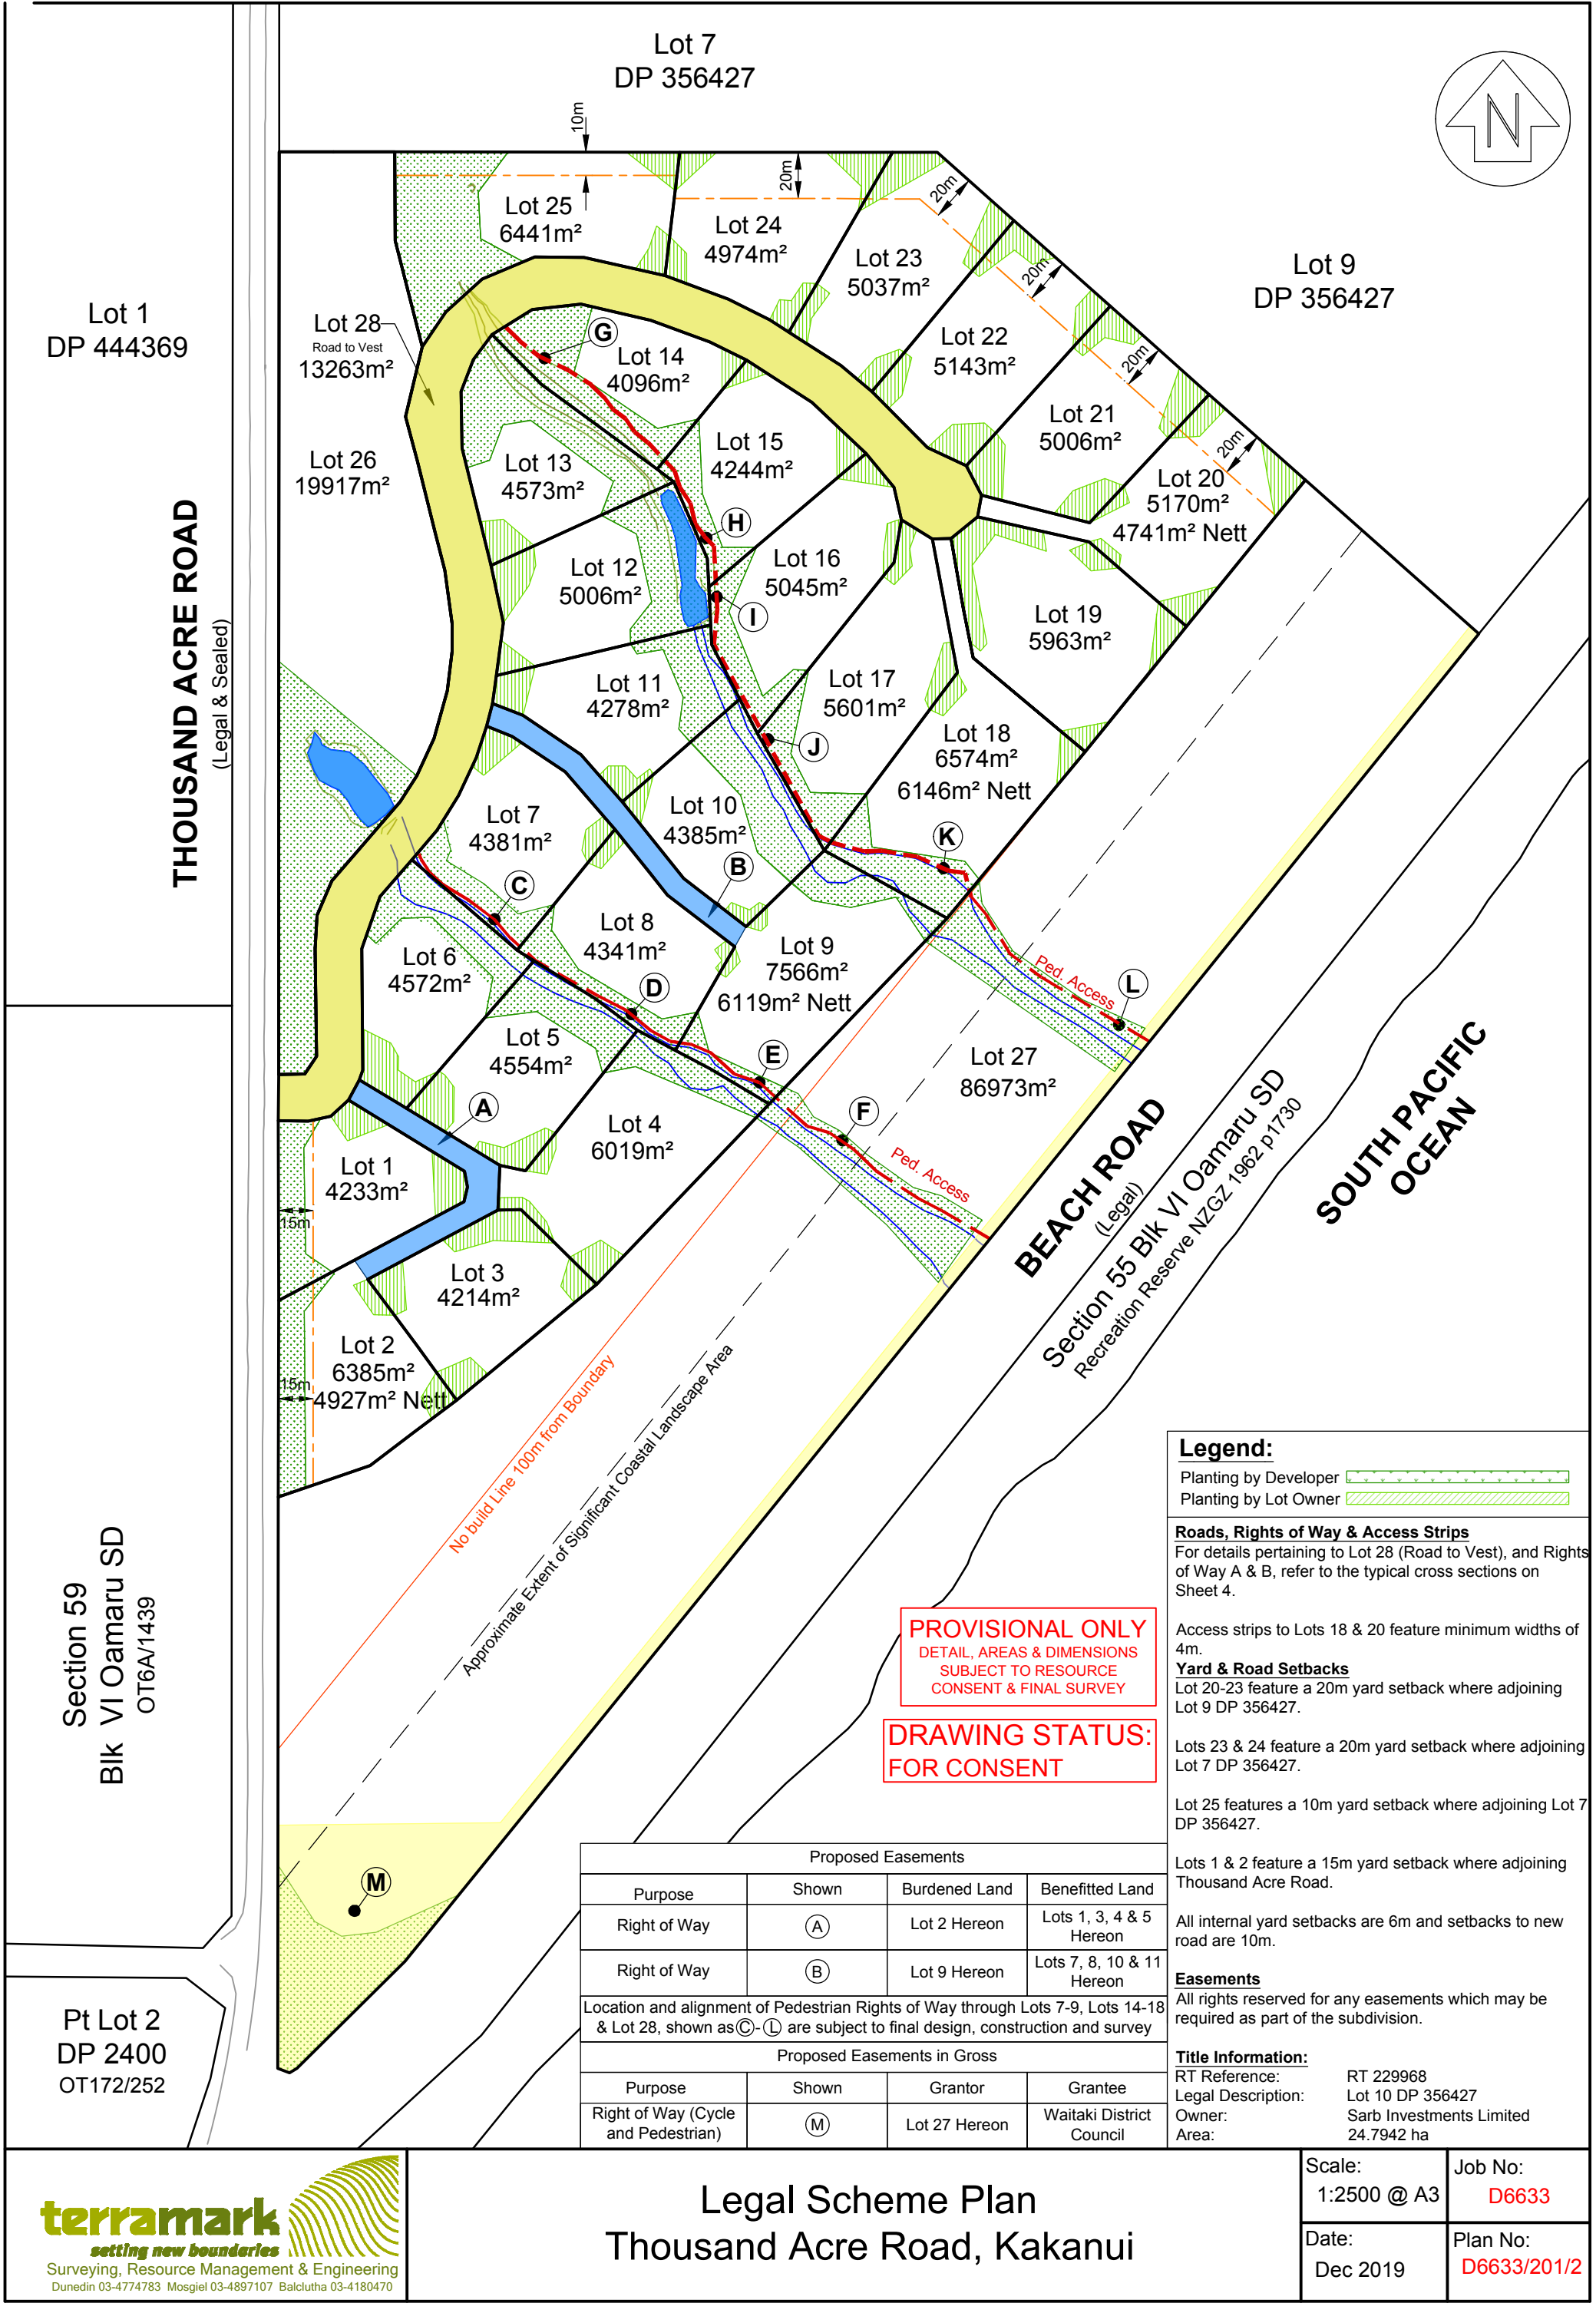 Lot 7
DP 356427
N
10m
20m
20m
Lot 25
6441m²
Lot 24
4974m²
Lot 23
5037m²
Lot 9
DP 356427
20m
Lot 1
DP 444369
Lot 28
Road to Vest
13263m²
G
Lot 14
4096m²
Lot 22
5143m²
20m
Lot 21
5006m²
20m
Lot 26
19917m²
Lot 13
4573m²
Lot 15
4244m²
Lot 20
5170m²
4741m² Nett
H
THOUSAND ACRE ROAD
(Legal & Sealed)
Lot 12
5006m²
Lot 16
5045m²
I
Lot 19
5963m²
Lot 11
4278m²
Lot 17
5601m²
J
Lot 18
6574m²
6146m² Nett
Lot 7
4381m²
Lot 10
4385m²
K
B
C
Lot 8
4341m²
Lot 6
4572m²
Lot 9
7566m²
6119m² Nett
Ped. Access
L
D
Lot 5
4554m²
E
Lot 27
86973m²
A
F
Lot 4
6019m²
Ped. Access
Lot 1
4233m²
15m
BEACH ROAD
(Legal)
Section 55 Blk VI Oamaru SD
Recreation Reserve NZGZ 1962 p1730
SOUTH PACIFIC
OCEAN
Lot 3
4214m²
Lot 2
6385m²
4927m² Nett
15m
No build Line 100m from Boundary
Approximate Extent of Significant Coastal Landscape Area
Section 59
Blk VI Oamaru SD
OT6A/1439
M
Pt Lot 2
DP 2400
OT172/252
PROVISIONAL ONLY
DETAIL, AREAS & DIMENSIONS
SUBJECT TO RESOURCE
CONSENT & FINAL SURVEY
DRAWING STATUS:
FOR CONSENT
Legend:
Planting by Developer
Planting by Lot Owner
Roads, Rights of Way & Access Strips
For details pertaining to Lot 28 (Road to Vest), and Rights
of Way A & B, refer to the typical cross sections on
Sheet 4.
Access strips to Lots 18 & 20 feature minimum widths of
4m.
Yard & Road Setbacks
Lot 20-23 feature a 20m yard setback where adjoining
Lot 9 DP 356427.
Lots 23 & 24 feature a 20m yard setback where adjoining
Lot 7 DP 356427.
Lot 25 features a 10m yard setback where adjoining Lot 7
DP 356427.
Lots 1 & 2 feature a 15m yard setback where adjoining
Thousand Acre Road.
All internal yard setbacks are 6m and setbacks to new
road are 10m.
Easements
All rights reserved for any easements which may be
required as part of the subdivision.
Title Information:
RT Reference: RT 229968
Legal Description: Lot 10 DP 356427
Owner: Sarb Investments Limited
Area: 24.7942 ha
Proposed Easements
Purpose Shown Burdened Land Benefitted Land
Right of Way A Lot 2 Hereon Lots 1, 3, 4 & 5
Hereon
Right of Way B Lot 9 Hereon Lots 7, 8, 10 & 11
Hereon
Location and alignment of Pedestrian Rights of Way through Lots 7-9, Lots 14-18
& Lot 28, shown as C - L are subject to final design, construction and survey
Proposed Easements in Gross
Purpose Shown Grantor Grantee
Right of Way (Cycle
and Pedestrian) M Lot 27 Hereon Waitaki District
Council
terramark
setting new boundaries
Surveying, Resource Management & Engineering
Dunedin 03-4774783 Mosgiel 03-4897107 Balclutha 03-4180470
Legal Scheme Plan
Thousand Acre Road, Kakanui
Scale:
1:2500 @ A3
Job No:
D6633
Date:
Dec 2019
Plan No:
D6633/201/2
20m